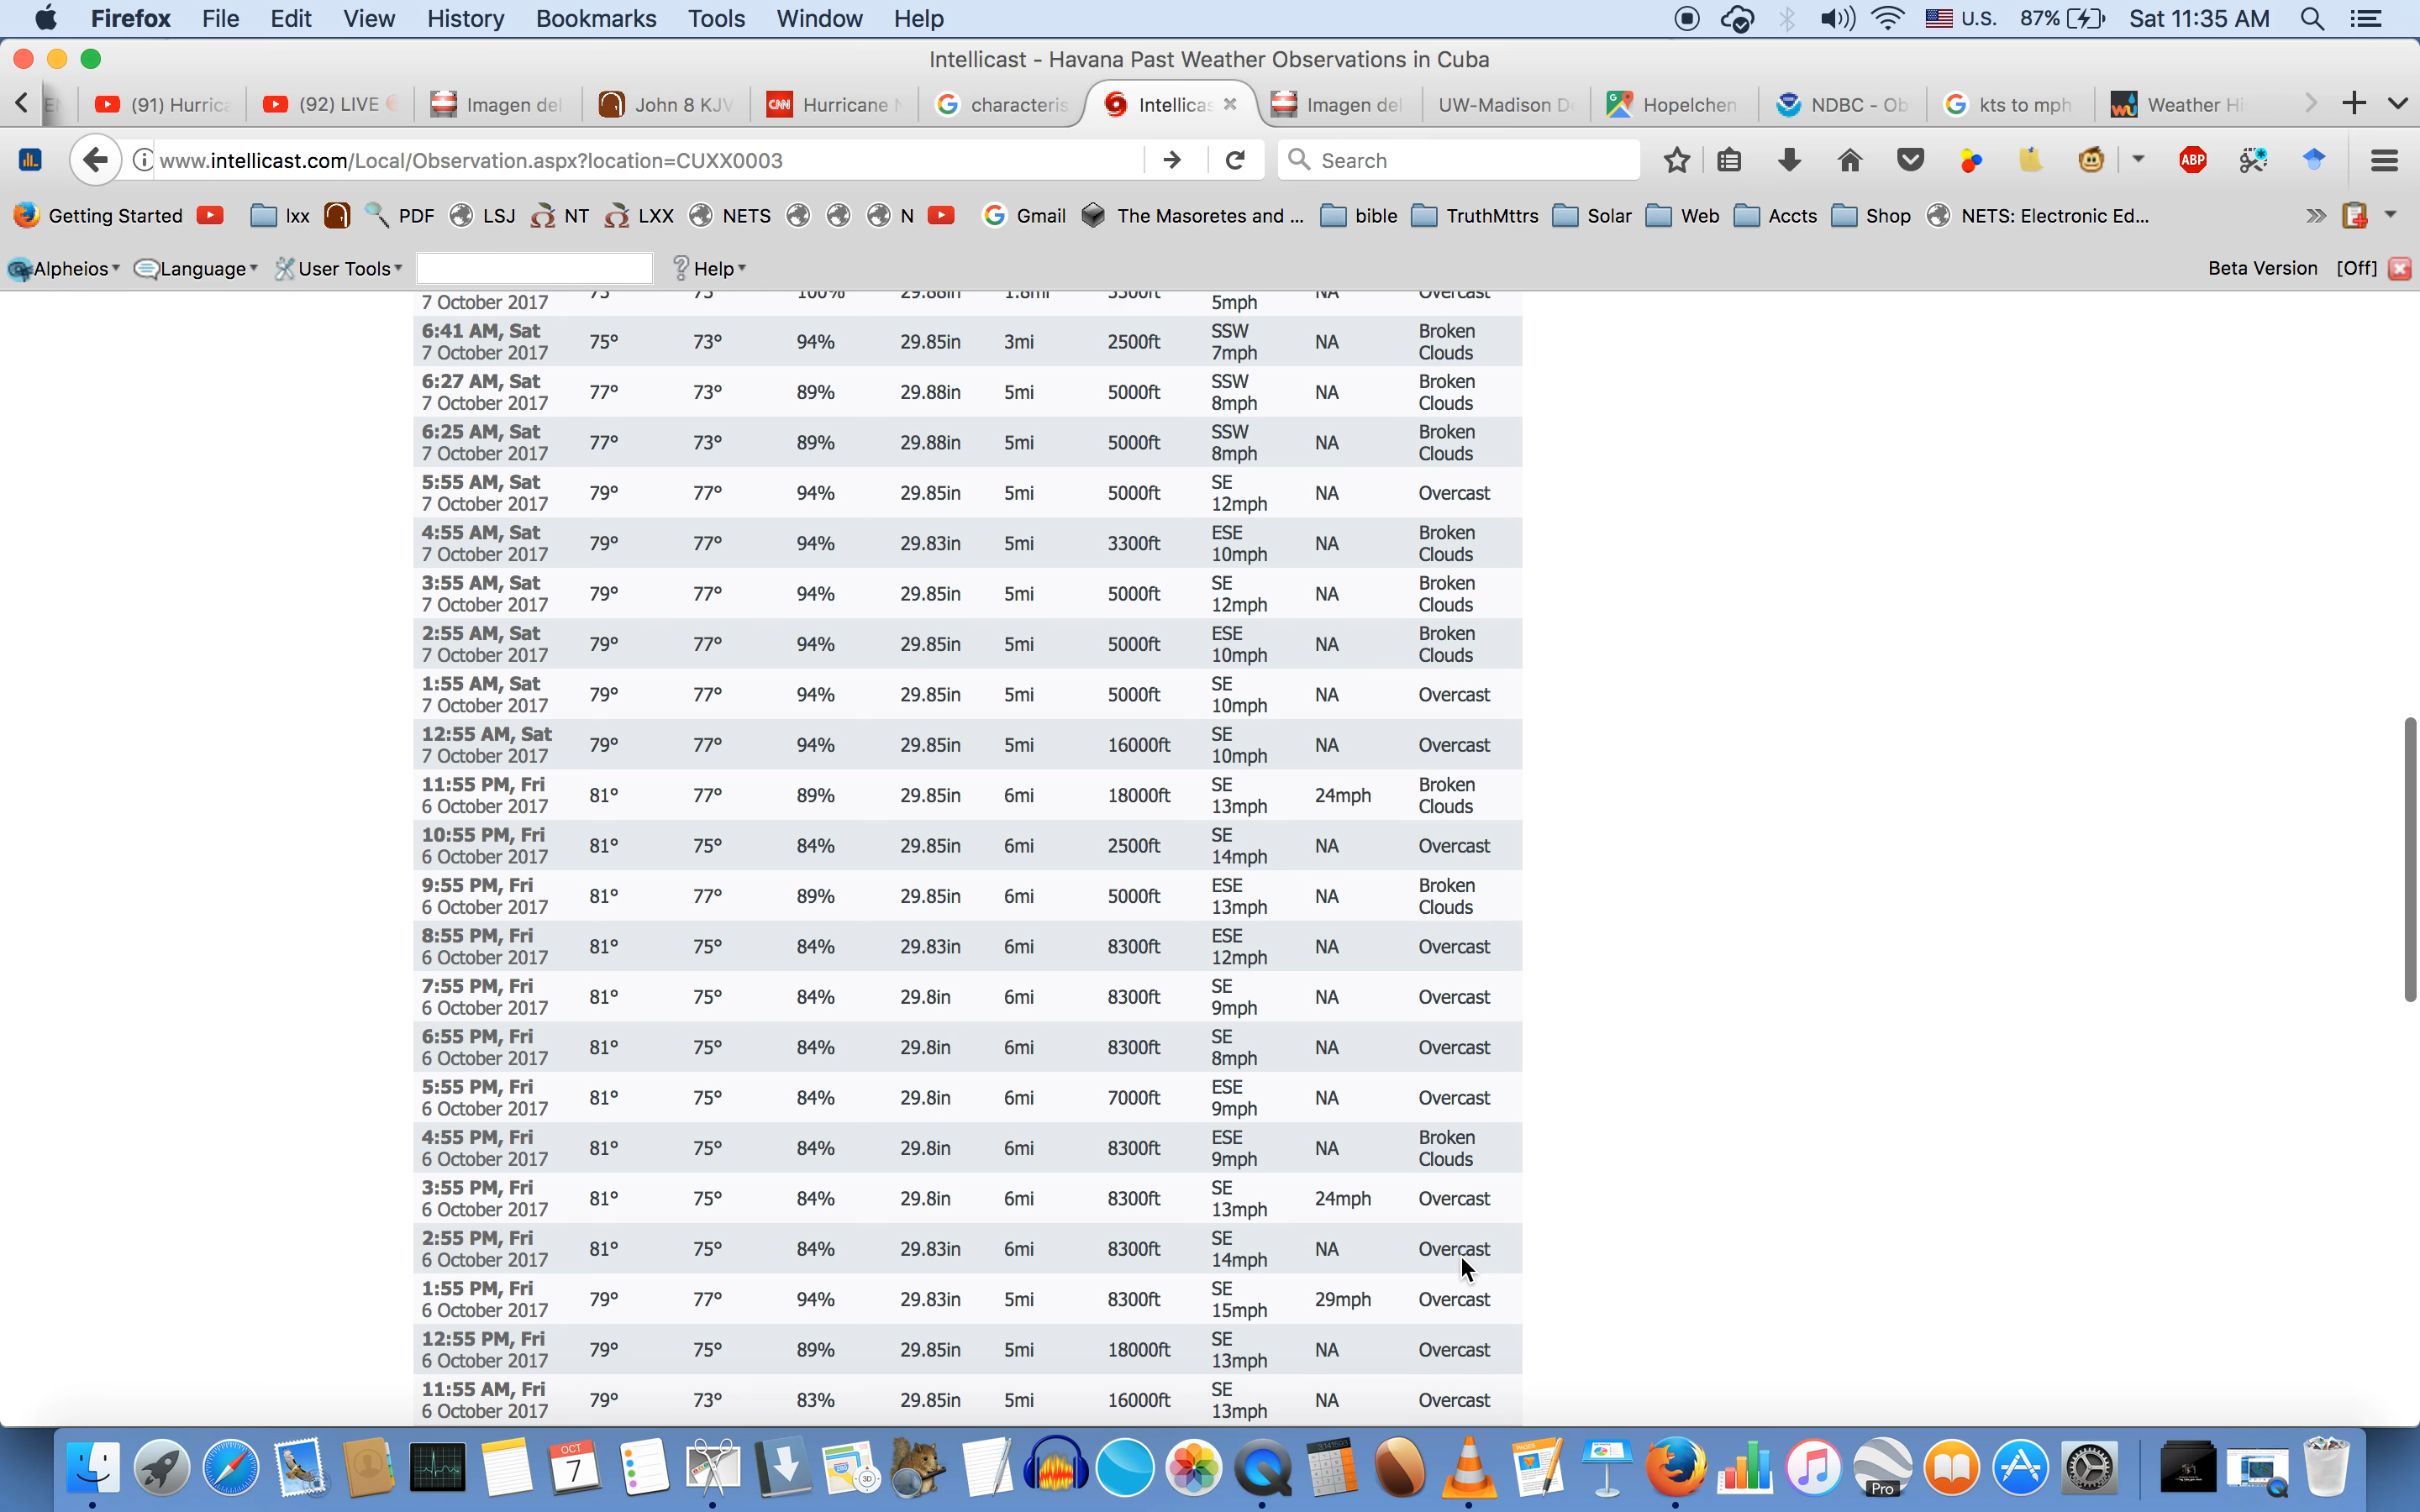 Firefox File Edit View History Bookmarks Tools Window Help U.S. 87% Sat 11:35 AM
Intellicast - Havana Past Weather Observations in Cuba
(91) Hurric (92) LIVE Imagen del John 8 KJV CNN Hurricane characteris Intellicas Imagen del UW-Madison D Hopelchen NDBC - Ob kts to mph Weather Hi
www.intellicast.com/Local/Observation.aspx?location=CUXX0003 Search ABP
Getting Started lxx PDF LSJ NT LXX NETS N Gmail The Masoretes and ... bible TruthMttrs Solar Web Accts Shop NETS: Electronic Ed...
Alpheios Language User Tools Help Beta Version [Off]
75° 73° 100% 29.88in 1.8mi 3300ft NA Overcast
7 October 2017 5mph
6:41 AM, Sat SSW Broken
75° 73° 94% 29.85in 3mi 2500ft NA
7 October 2017 7mph Clouds
6:27 AM, Sat SSW Broken
77° 73° 89% 29.88in 5mi 5000ft NA
7 October 2017 8mph Clouds
6:25 AM, Sat SSW Broken
77° 73° 89% 29.88in 5mi 5000ft NA
7 October 2017 8mph Clouds
5:55 AM, Sat SE
79° 77° 94% 29.85in 5mi 5000ft NA Overcast
7 October 2017 12mph
4:55 AM, Sat ESE Broken
79° 77° 94% 29.83in 5mi 3300ft NA
7 October 2017 10mph Clouds
3:55 AM, Sat SE Broken
79° 77° 94% 29.85in 5mi 5000ft NA
7 October 2017 12mph Clouds
2:55 AM, Sat ESE Broken
79° 77° 94% 29.85in 5mi 5000ft NA
7 October 2017 10mph Clouds
1:55 AM, Sat SE
79° 77° 94% 29.85in 5mi 5000ft NA Overcast
7 October 2017 10mph
12:55 AM, Sat SE
79° 77° 94% 29.85in 5mi 16000ft NA Overcast
7 October 2017 10mph
11:55 PM, Fri SE Broken
81° 77° 89% 29.85in 6mi 18000ft 24mph
6 October 2017 13mph Clouds
10:55 PM, Fri SE
81° 75° 84% 29.85in 6mi 2500ft NA Overcast
6 October 2017 14mph
9:55 PM, Fri ESE Broken
81° 77° 89% 29.85in 6mi 5000ft NA
6 October 2017 13mph Clouds
8:55 PM, Fri ESE
81° 75° 84% 29.83in 6mi 8300ft NA Overcast
6 October 2017 12mph
7:55 PM, Fri SE
81° 75° 84% 29.8in 6mi 8300ft NA Overcast
6 October 2017 9mph
6:55 PM, Fri SE
81° 75° 84% 29.8in 6mi 8300ft NA Overcast
6 October 2017 8mph
5:55 PM, Fri ESE
81° 75° 84% 29.8in 6mi 7000ft NA Overcast
6 October 2017 9mph
4:55 PM, Fri ESE Broken
81° 75° 84% 29.8in 6mi 8300ft NA
6 October 2017 9mph Clouds
3:55 PM, Fri SE
81° 75° 84% 29.8in 6mi 8300ft 24mph Overcast
6 October 2017 13mph
2:55 PM, Fri SE
81° 75° 84% 29.83in 6mi 8300ft NA Overcast
6 October 2017 14mph
1:55 PM, Fri SE
79° 77° 94% 29.83in 5mi 8300ft 29mph Overcast
6 October 2017 15mph
12:55 PM, Fri SE
79° 75° 89% 29.85in 5mi 18000ft NA Overcast
6 October 2017 13mph
11:55 AM, Fri SE
79° 73° 83% 29.85in 5mi 16000ft NA Overcast
6 October 2017 13mph
OCT
7
3D
PAGES
Pro